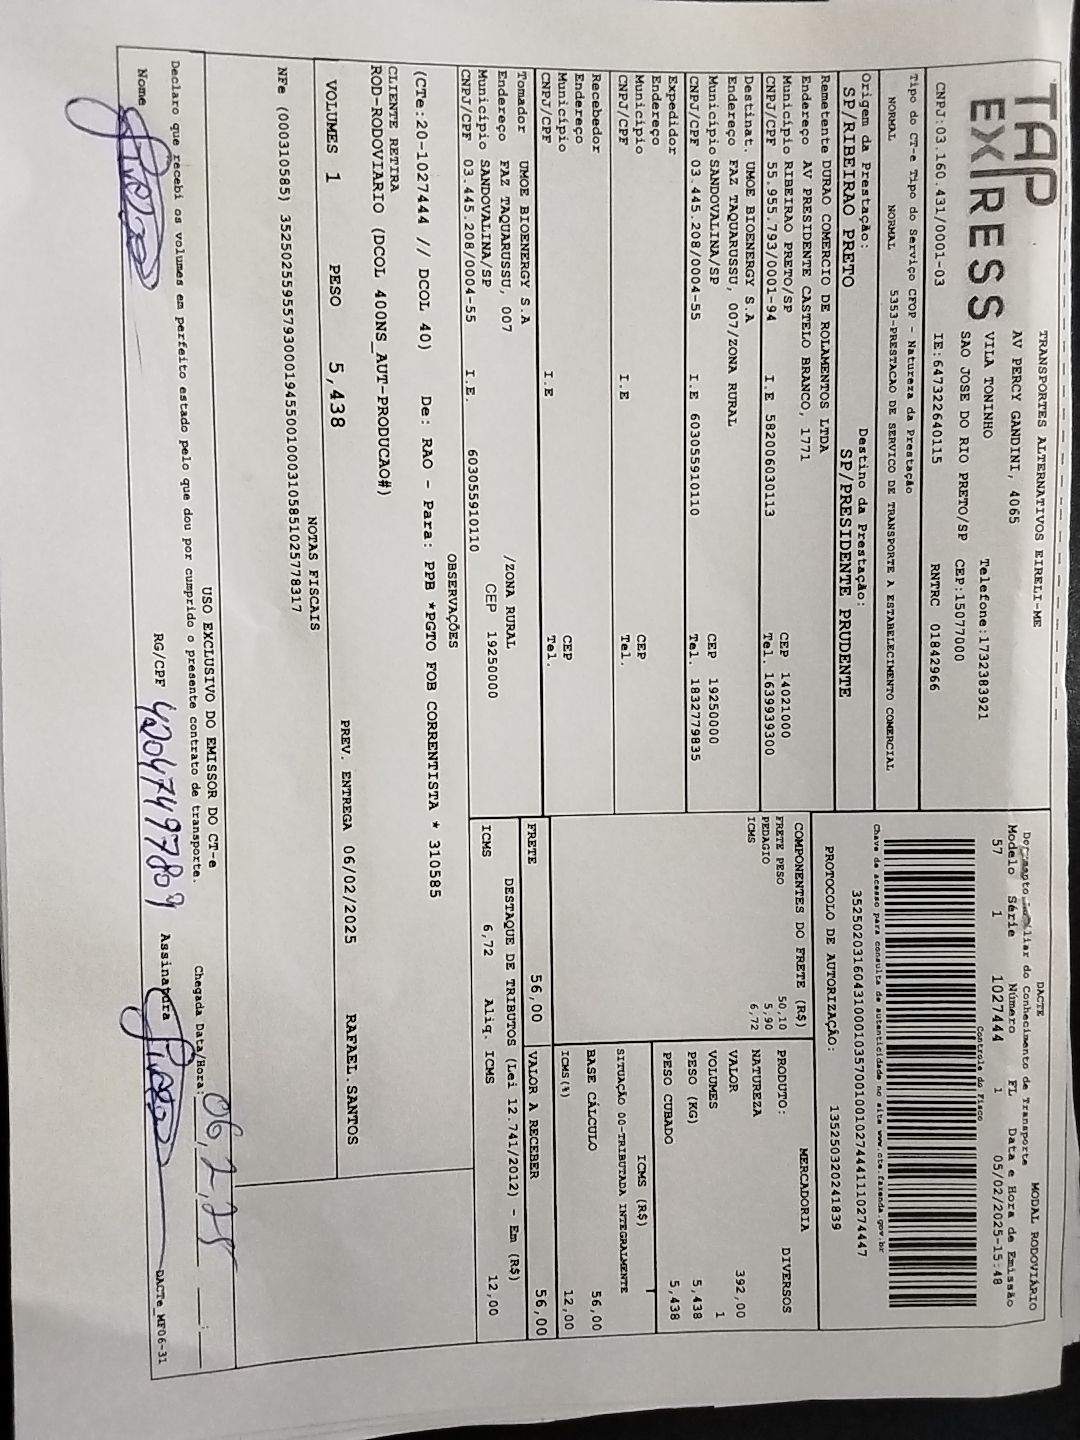 TAP
EXPRESS
TRANSPORTES ALTERNATIVOS EIRELI-ME
AV PERCY GANDINI, 4065
VILA TONINHO Telefone:1732383921
SAO JOSE DO RIO PRETO/SP CEP:15077000
CNPJ:03.160.431/0001-03 IE:647322640115 RNTRC 01842966
DACTE MODAL RODOVIÁRIO
do Conhecimento de Transporte
Modelo Série Número FL Data e Hora de Emissão
57 1 1027444 1 05/02/2025-15:48
Controle do Fisco
Chave de acesso para consulta de autenticidade no site www.cte.fazenda.gov.br
35250203160431000103570010010274441110274447
PROTOCOLO DE AUTORIZAÇÃO: 135250320241839
Tipo do CT-e Tipo do Serviço CFOP - Natureza da Prestação
NORMAL NORMAL 5353-PRESTACAO DE SERVICO DE TRANSPORTE A ESTABELECIMENTO COMERCIAL
Origem da Prestação: Destino da Prestação:
SP/RIBEIRAO PRETO SP/PRESIDENTE PRUDENTE
Remetente DURAO COMERCIO DE ROLAMENTOS LTDA
Endereço AV PRESIDENTE CASTELO BRANCO, 1771
Município RIBEIRAO PRETO/SP CEP 14021000
CNPJ/CPF 55.955.793/0001-94 I.E 582006030113 Tel. 1639939300
Destinat. UMOE BIOENERGY S.A
Endereço FAZ TAQUARUSSU, 007/ZONA RURAL
Município SANDOVALINA/SP CEP 19250000
CNPJ/CPF 03.445.208/0004-55 I.E 603055910110 Tel. 1832779835
Expedidor
Endereço
Município CEP
CNPJ/CPF I.E Tel.
Recebedor
Endereço
Município CEP
CNPJ/CPF I.E Tel.
Tomador UMOE BIOENERGY S.A
Endereço FAZ TAQUARUSSU, 007 /ZONA RURAL
Município SANDOVALINA/SP CEP 19250000
CNPJ/CPF 03.445.208/0004-55 I.E. 603055910110
COMPONENTES DO FRETE (R$)
FRETE PESO 50,10
PEDAGIO 5,90
ICMS 6,72
MERCADORIA
PRODUTO: DIVERSOS
NATUREZA
VALOR 392,00
VOLUMES 1
PESO (KG) 5,438
PESO CUBADO 5,438
ICMS (R$)
SITUAÇÃO 00-TRIBUTADA INTEGRALMENTE
BASE CÁLCULO 56,00
ICMS(%) 12,00
FRETE 56,00 VALOR A RECEBER 56,00
DESTAQUE DE TRIBUTOS (Lei 12.741/2012) - Em (R$)
ICMS 6,72 Aliq. ICMS 12,00
OBSERVAÇÕES
(CTe:20-1027444 // DCOL 40) De: RAO - Para: PPB *PGTO FOB CORRENTISTA * 310585
CLIENTE RETIRA
ROD-RODOVIARIO (DCOL 400NS_AUT-PRODUCAO#)
VOLUMES 1 PESO 5,438 PREV. ENTREGA 06/02/2025 RAFAEL.SANTOS
NOTAS FISCAIS
NFe (000310585) 35250255955793000194550010003105851025778317
USO EXCLUSIVO DO EMISSOR DO CT-e
Declaro que recebi os volumes em perfeito estado pelo que dou por cumprido o presente contrato de transporte.
Chegada Data/Hora: 06,2,25
Nome RG/CPF Assinatura
DACTe_MF06-31